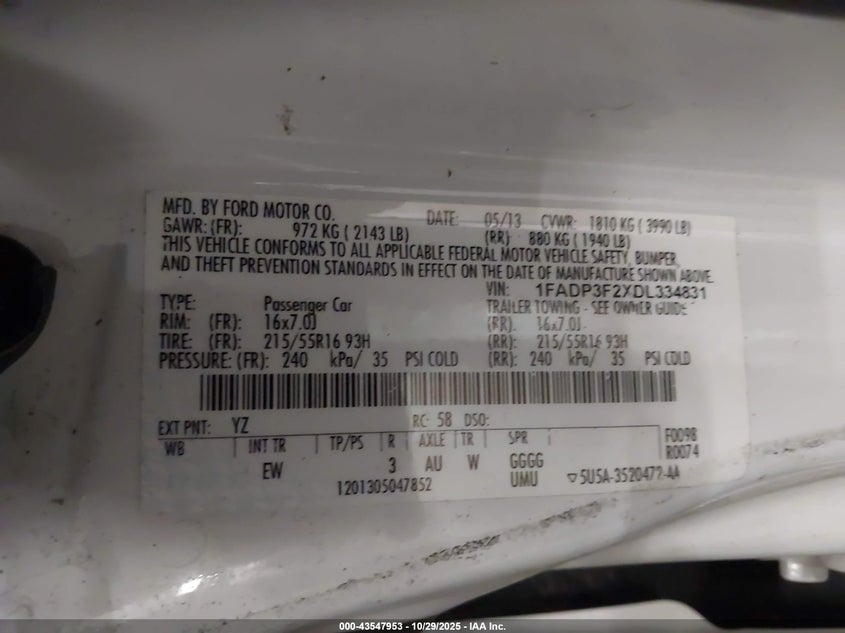 MFD. BY FORD MOTOR CO.
DATE: 05/13 CVWR: 1810 KG ( 3990 LB)
GAWR: (FR): 972 KG ( 2143 LB) (RR) 880 KG ( 1940 LB)
THIS VEHICLE CONFORMS TO ALL APPLICABLE FEDERAL MOTOR VEHICLE SAFETY, BUMPER,
AND THEFT PREVENTION STANDARDS IN EFFECT ON THE DATE OF MANUFACTURE SHOWN ABOVE.
VIN: 1FADP3F2XDL334831
TYPE: Passenger Car TRAILER TOWING - SEE OWNER GUIDE
RIM: (FR): 16x7.0J (RR): 16x7.0J
TIRE: (FR): 215/55R16 93H (RR): 215/55R16 93H
PRESSURE: (FR): 240 kPa/ 35 PSI COLD (RR): 240 kPa/ 35 PSI COLD
EXT PNT: YZ RC: 58 DSO: F0098
WB INT TR TP/PS R AXLE TR SPR R0074
EW 3 AU W GGGG
1201305047852 UMU ▽5U5A-3520472-AA
000-43547953 - 10/29/2025 - IAA Inc.